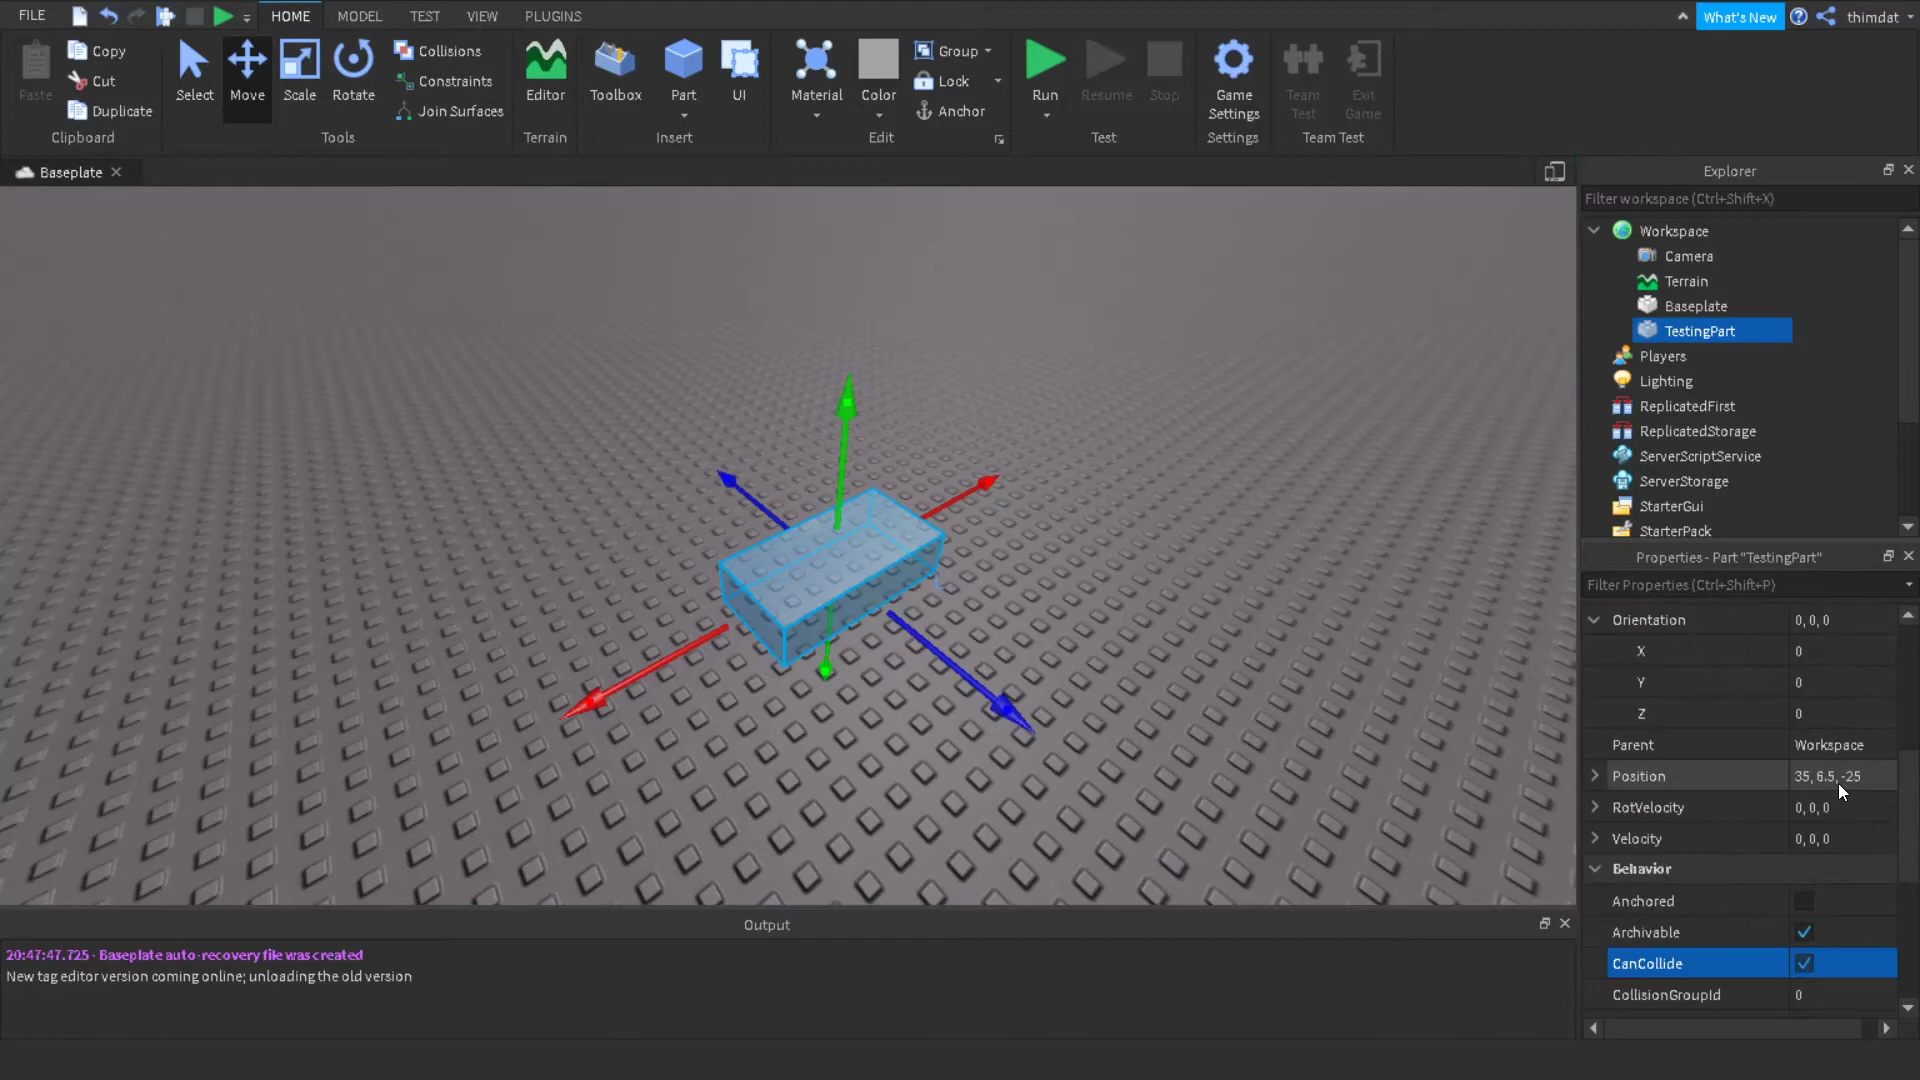 FILE
HOME
MODEL
TEST
VIEW
PLUGINS
What's New
thimdat
Paste
Copy
Cut
Duplicate
Clipboard
Select
Move
Scale
Rotate
Collisions
Constraints
Join Surfaces
Tools
Editor
Terrain
Toolbox
Part
UI
Insert
Material
Color
Group
Lock
Anchor
Edit
Run
Resume
Stop
Test
Game
Settings
Settings
Team
Test
Exit
Game
Team Test
Baseplate
Explorer
Filter workspace (Ctrl+Shift+X)
Workspace
Camera
Terrain
Baseplate
TestingPart
Players
Lighting
ReplicatedFirst
ReplicatedStorage
ServerScriptService
ServerStorage
StarterGui
StarterPack
Properties - Part "TestingPart"
Filter Properties (Ctrl+Shift+P)
Orientation 0, 0, 0
X 0
Y 0
Z 0
Parent Workspace
Position 35, 6.5, -25
RotVelocity 0, 0, 0
Velocity 0, 0, 0
Behavior
Anchored
Archivable
CanCollide
CollisionGroupId 0
Output
20:47:47.725 - Baseplate auto-recovery file was created
New tag editor version coming online; unloading the old version